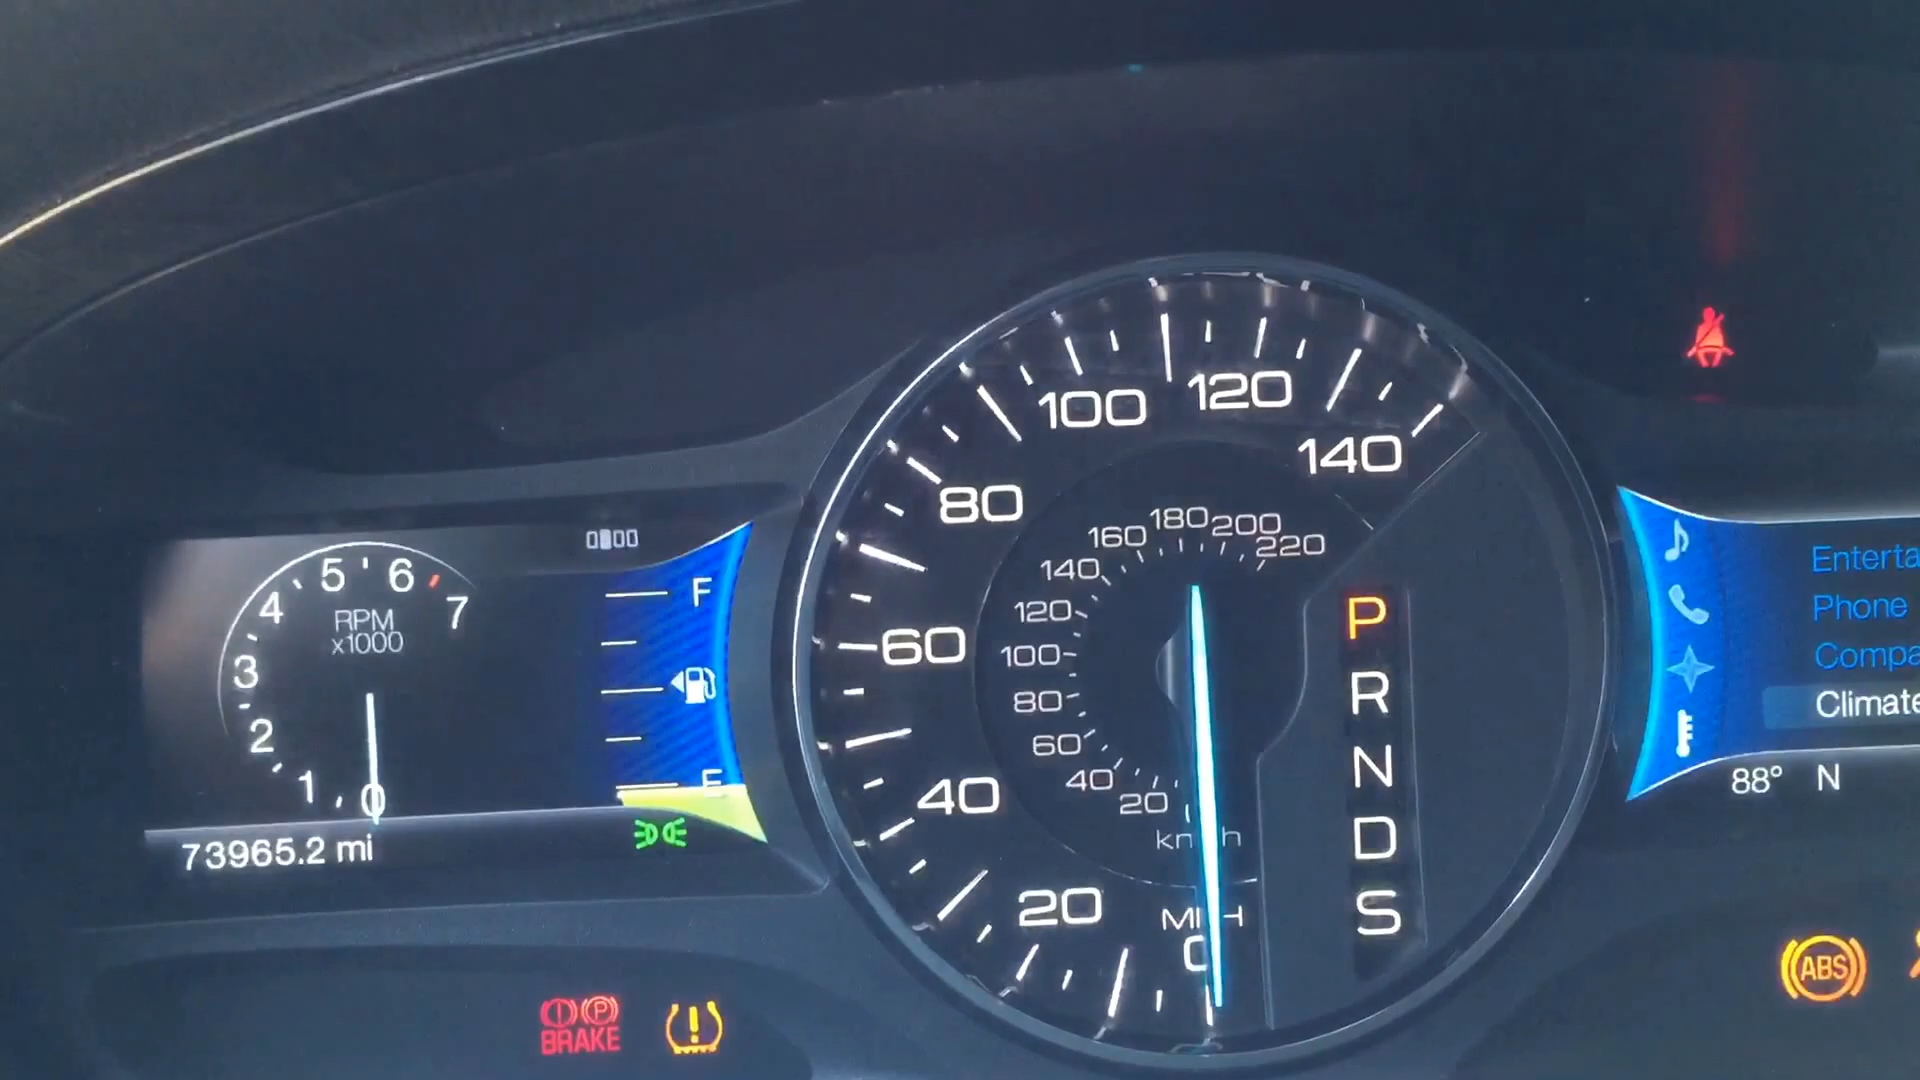 5 6
4 7
RPM
x1000
3
2
1 0
F
E
73965.2 mi
BRAKE
P
100 120
140
80
60
40
20
MPH
0
180
160 200
140 220
120
100
80
60
40
20
km/h
P
R
N
D
S
Enterta
Phone
Compa
Climate
88° N
ABS